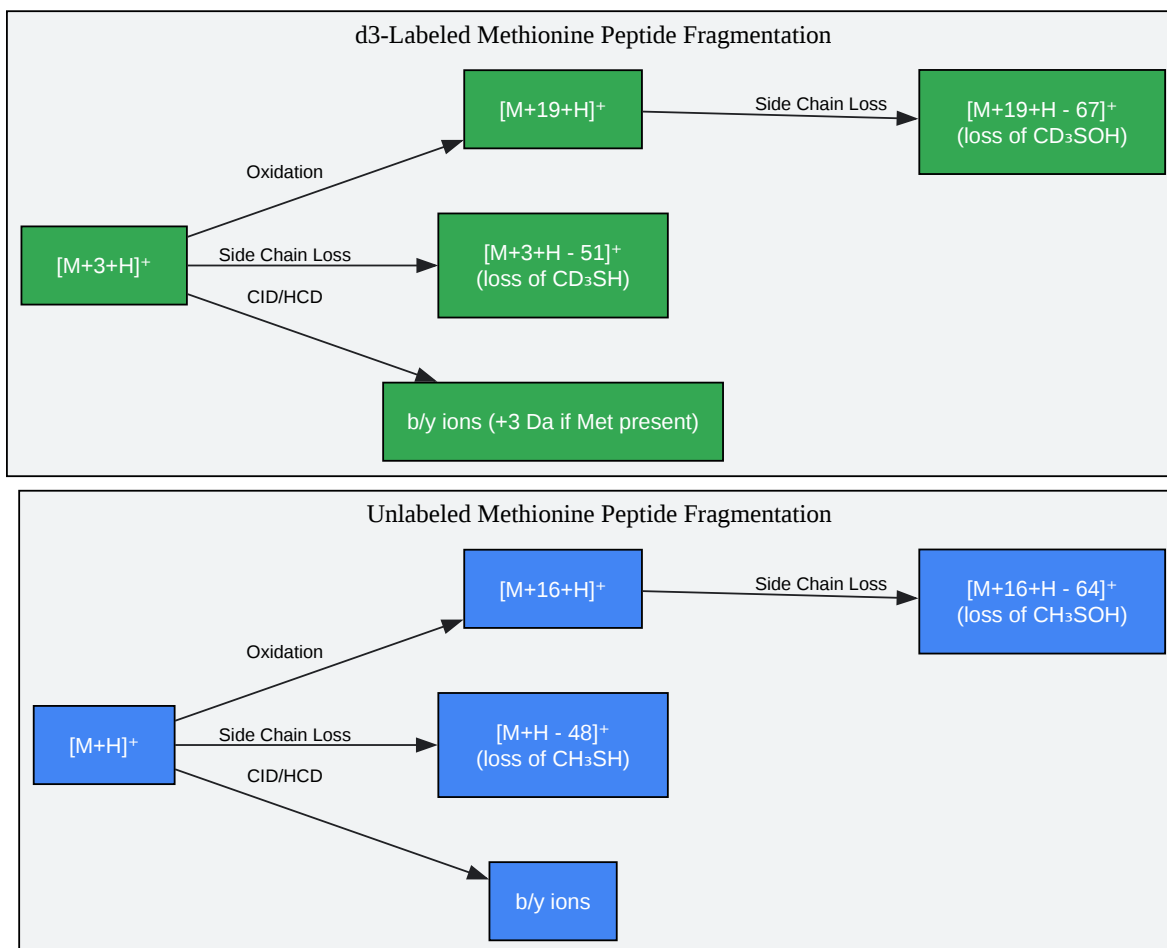 d3-Labeled Methionine Peptide Fragmentation
[M+19+H]⁺
Side Chain Loss
[M+19+H - 67]⁺
(loss of CD₃SOH)
Oxidation
[M+3+H]⁺
Side Chain Loss
[M+3+H - 51]⁺
(loss of CD₃SH)
CID/HCD
b/y ions (+3 Da if Met present)
Unlabeled Methionine Peptide Fragmentation
[M+16+H]⁺
Side Chain Loss
[M+16+H - 64]⁺
(loss of CH₃SOH)
Oxidation
[M+H]⁺
Side Chain Loss
[M+H - 48]⁺
(loss of CH₃SH)
CID/HCD
b/y ions